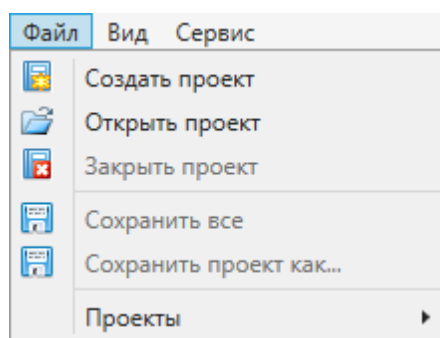 Файл Вид Сервис
Создать проект
Открыть проект
Закрыть проект
Сохранить все
Сохранить проект как...
Проекты